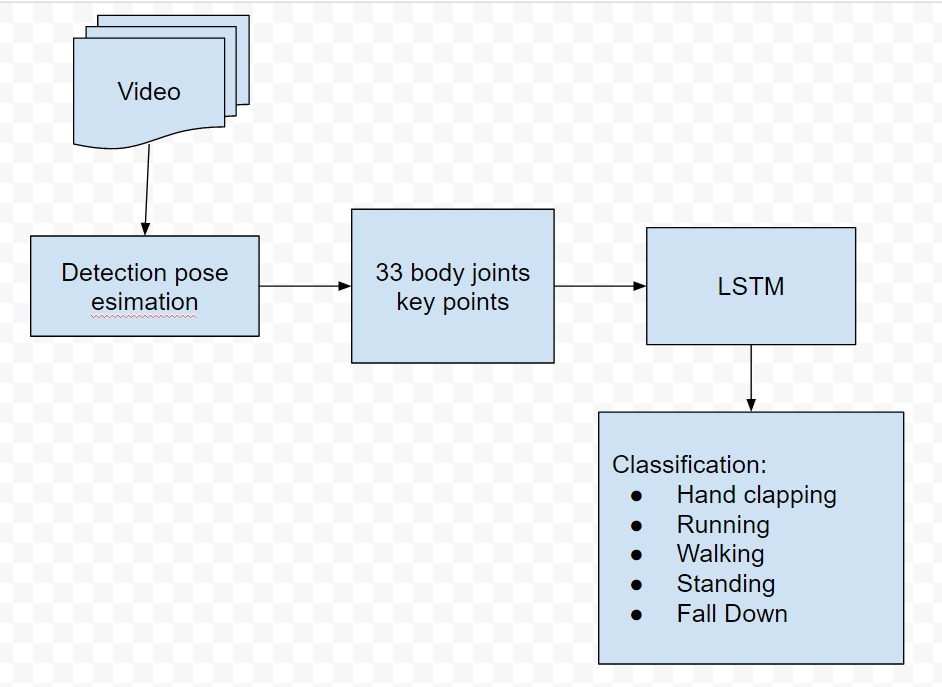 Video
Detection pose
esimation
33 body joints
key points
LSTM
Classification:
● Hand clapping
● Running
● Walking
● Standing
● Fall Down